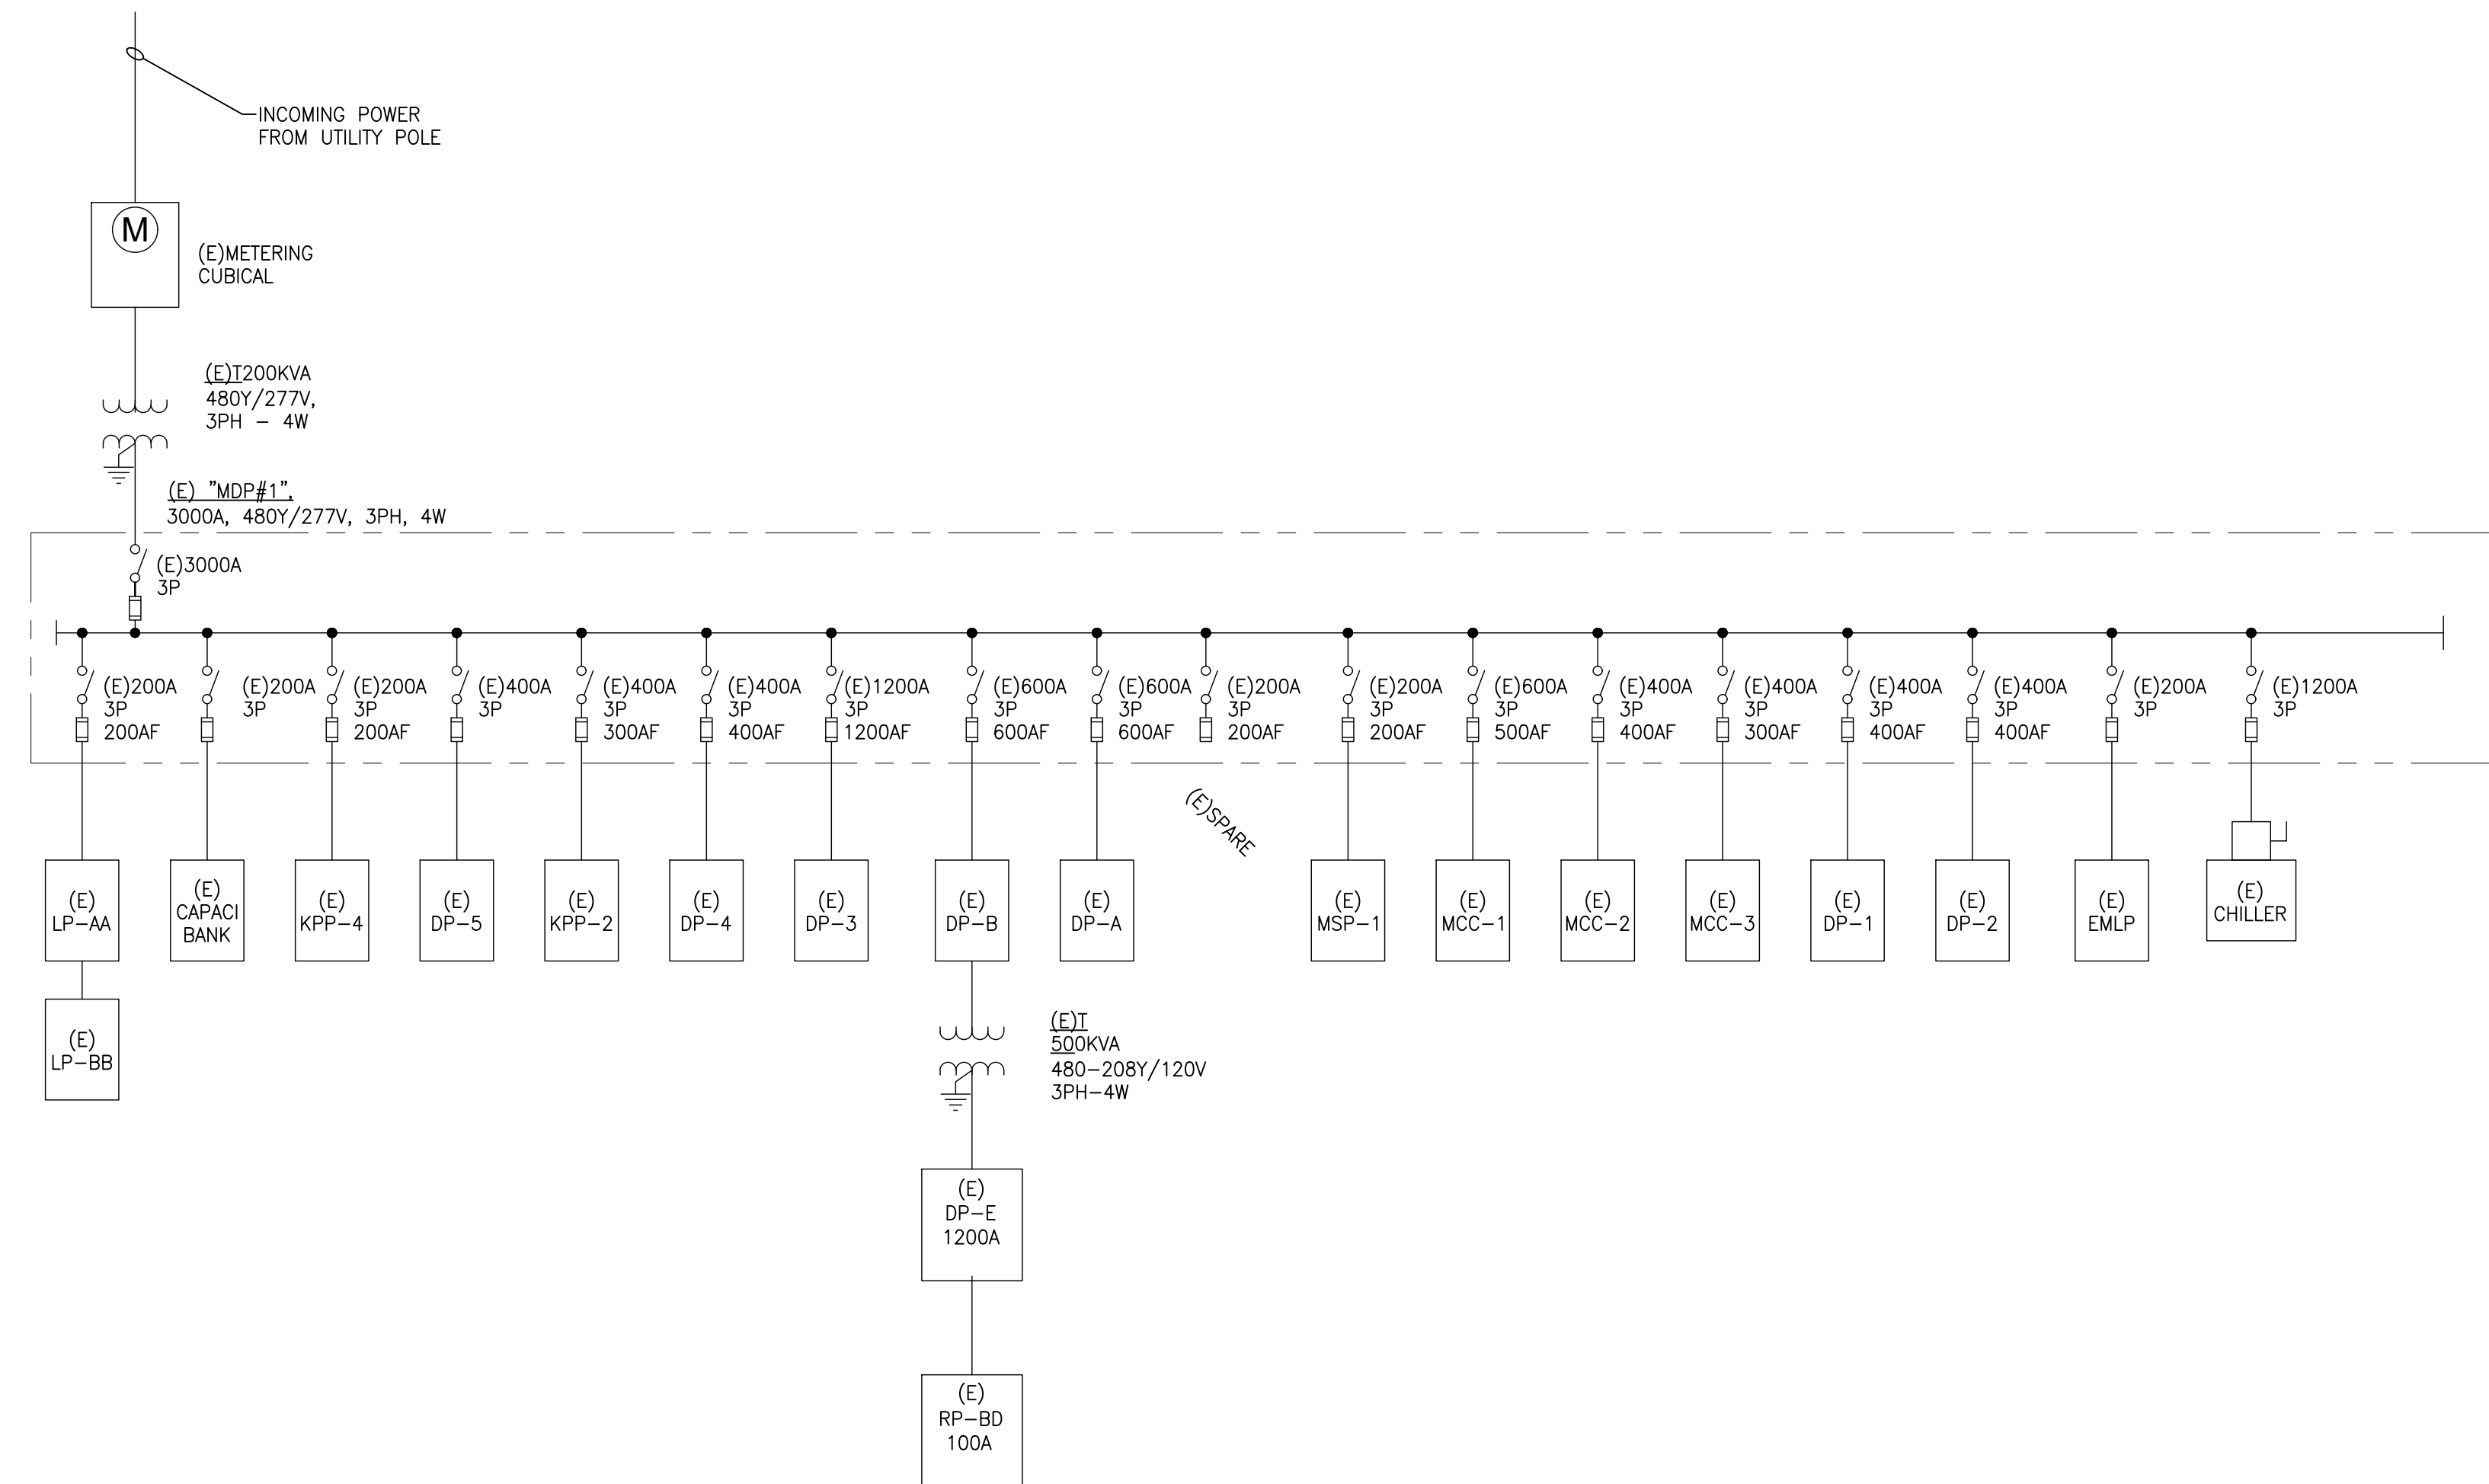 INCOMING POWER
FROM UTILITY POLE
M
(E)METERING
CUBICAL
(E)T200KVA
480Y/277V,
3PH - 4W
(E) "MDP#1",
3000A, 480Y/277V, 3PH, 4W
(E)3000A
3P
(E)200A
3P
200AF
(E)200A
3P
(E)200A
3P
200AF
(E)400A
3P
(E)400A
3P
300AF
(E)400A
3P
400AF
(E)1200A
3P
1200AF
(E)600A
3P
600AF
(E)600A
3P
600AF
(E)200A
3P
200AF
(E)200A
3P
200AF
(E)600A
3P
500AF
(E)400A
3P
400AF
(E)400A
3P
300AF
(E)400A
3P
400AF
(E)400A
3P
400AF
(E)200A
3P
(E)1200A
3P
(E)SPARE
(E)
LP-AA
(E)
CAPACI
BANK
(E)
KPP-4
(E)
DP-5
(E)
KPP-2
(E)
DP-4
(E)
DP-3
(E)
DP-B
(E)
DP-A
(E)
MSP-1
(E)
MCC-1
(E)
MCC-2
(E)
MCC-3
(E)
DP-1
(E)
DP-2
(E)
EMLP
(E)
CHILLER
(E)
LP-BB
(E)T
500KVA
480-208Y/120V
3PH-4W
(E)
DP-E
1200A
(E)
RP-BD
100A